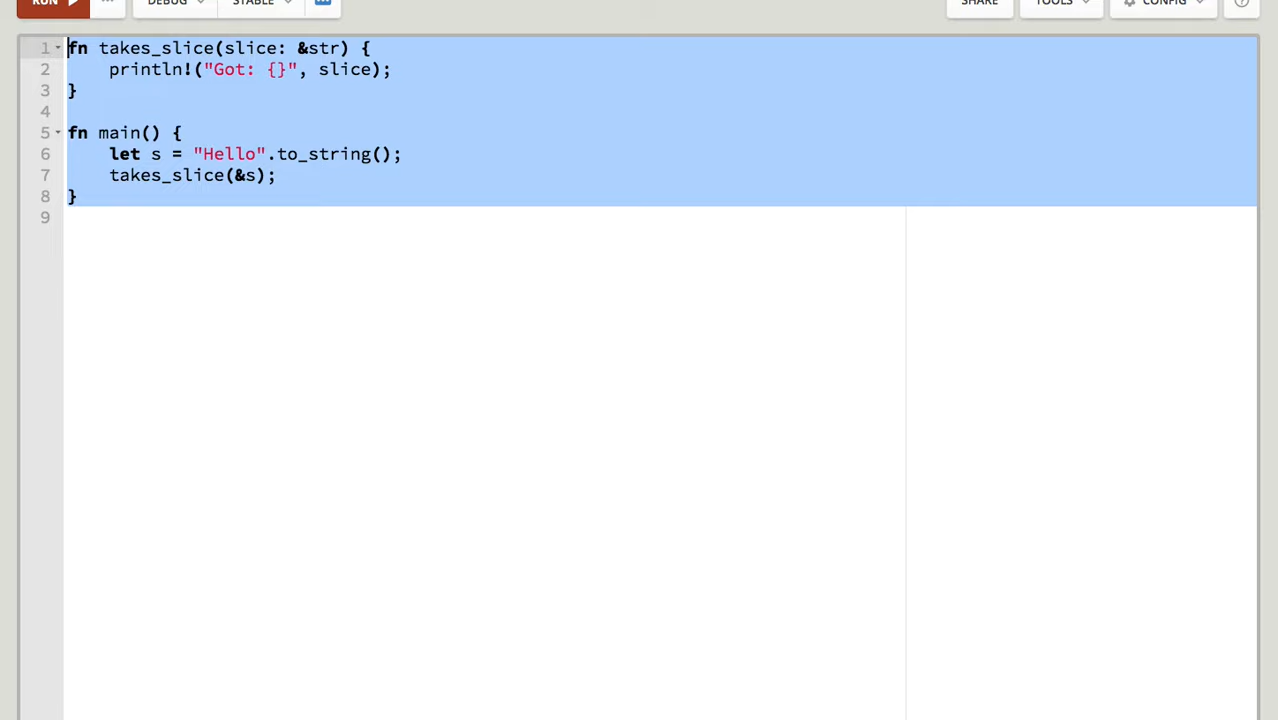 RUN ▶ ··· DEBUG STABLE ··· SHARE TOOLS CONFIG ?
1 fn takes_slice(slice: &str) {
2 println!("Got: {}", slice);
3 }
4
5 fn main() {
6 let s = "Hello".to_string();
7 takes_slice(&s);
8 }
9